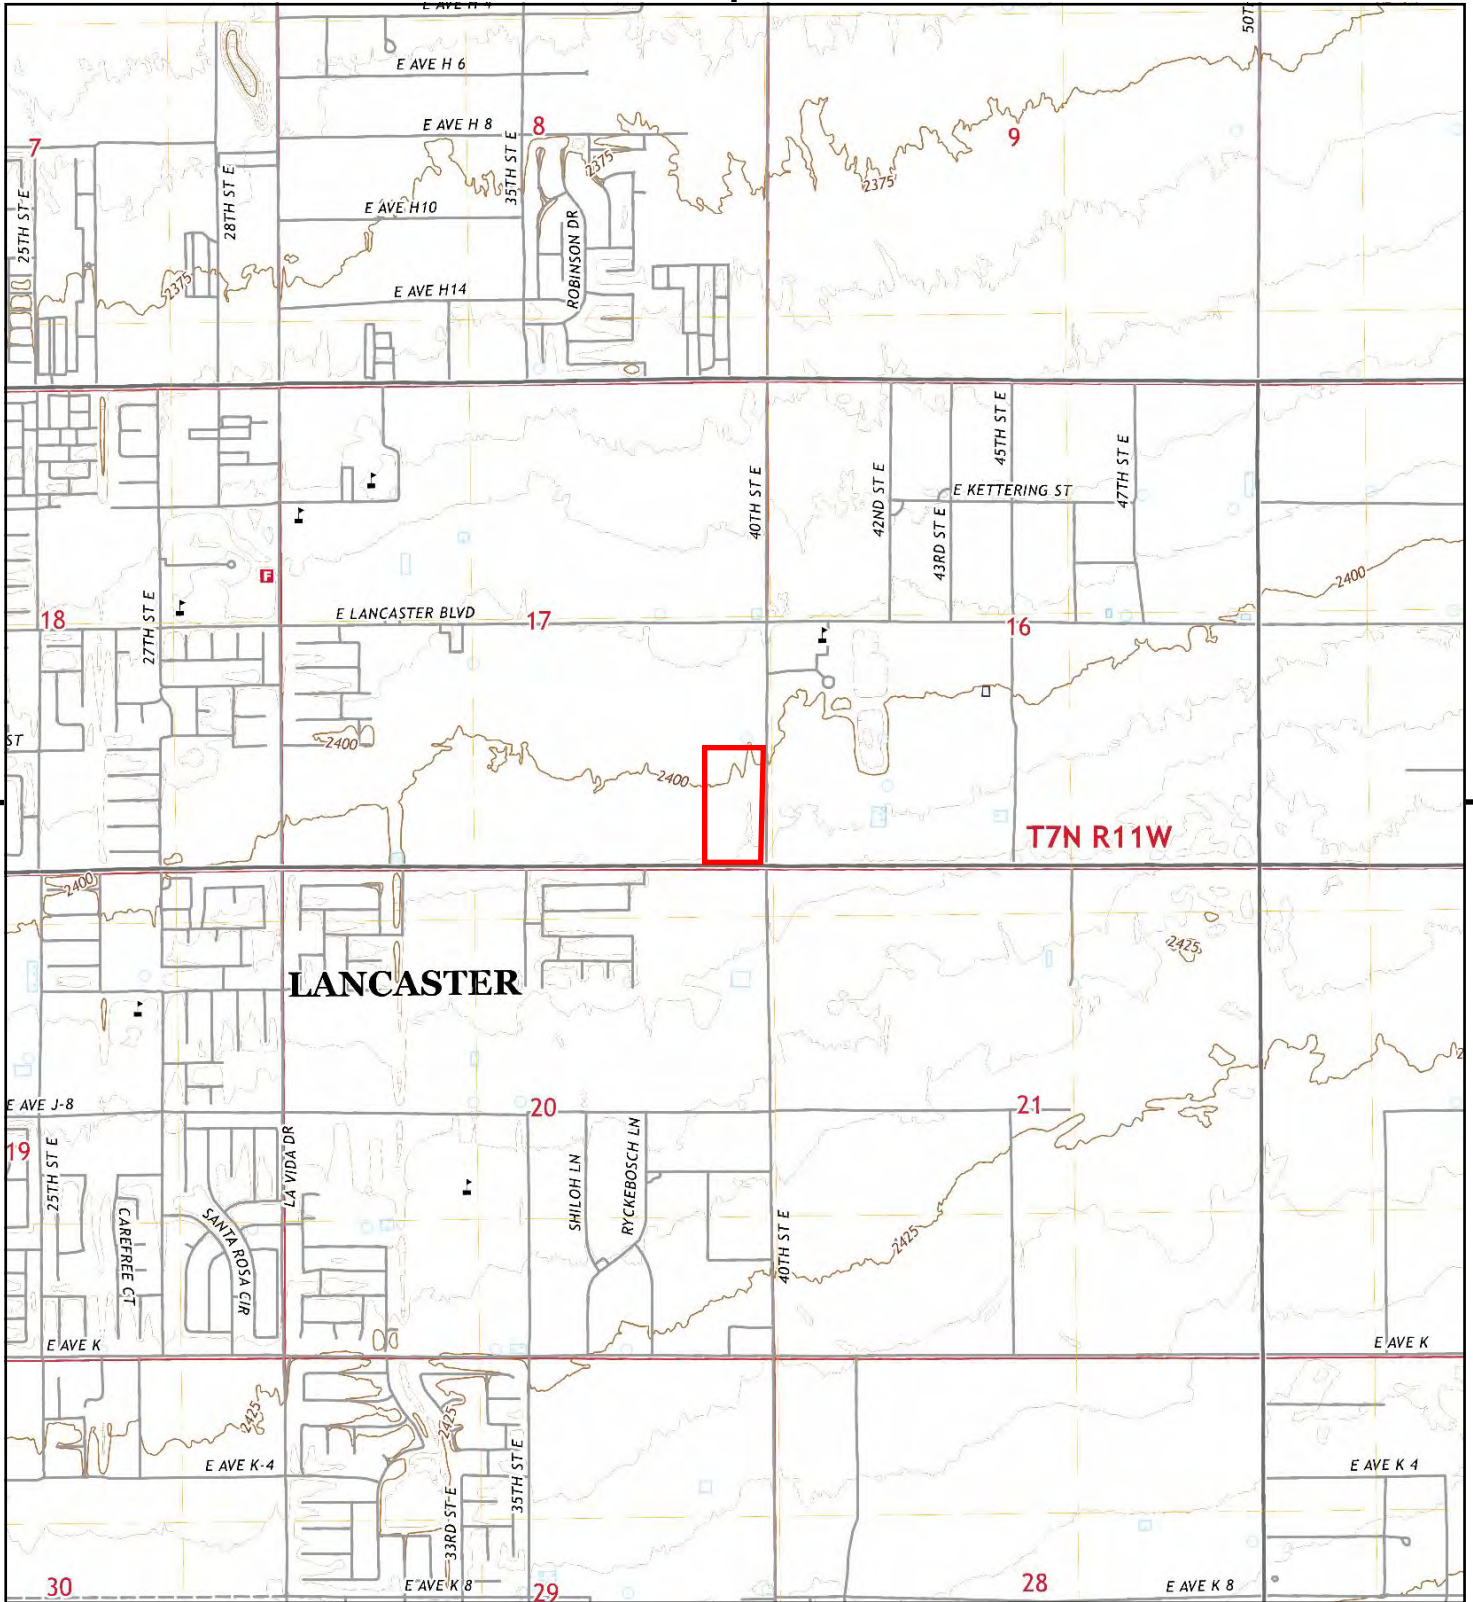 E AVE H 4
50T
E AVE H 6
E AVE H 8
8
7
9
35TH ST E
2375
2375
28TH ST E
25TH ST E
E AVE H10
ROBINSON DR
2375
E AVE H14
45TH ST E
40TH ST E
42ND ST E
47TH ST E
E KETTERING ST
43RD ST E
F
2400
27TH ST E
18
E LANCASTER BLVD
17
16
ST
2400
2400
T7N R11W
2400
2425
LANCASTER
E AVE J-8
20
21
19
25TH ST E
LA VIDA DR
SHILOH LN
RYCKEBOSCH LN
CAREFREE CT
SANTA ROSA CIR
40TH ST E
2425
E AVE K
E AVE K
2425
2425
E AVE K-4
35TH ST E
E AVE K 4
33RD ST E
30
E AVE K 8
29
28
E AVE K 8